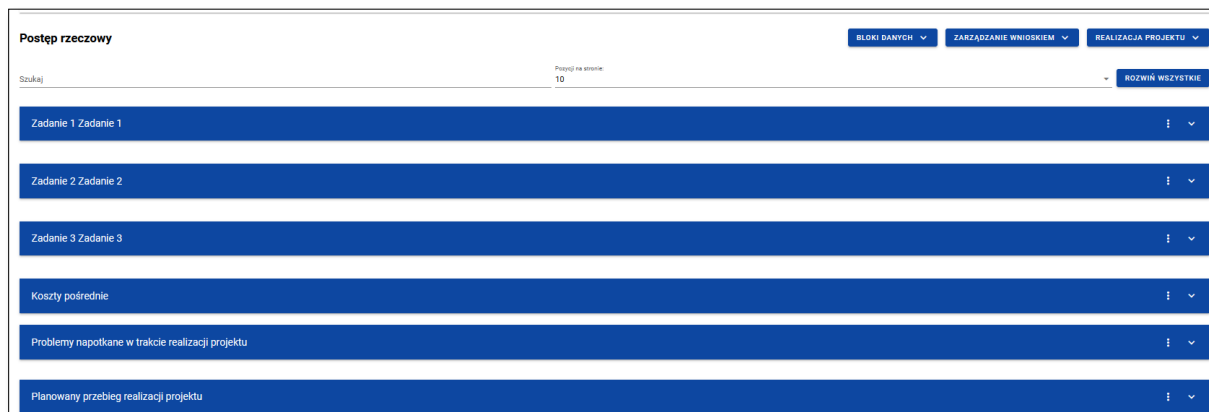 Postęp rzeczowy
BLOKI DANYCH
ZARZĄDZANIE WNIOSKIEM
REALIZACJA PROJEKTU
Szukaj
Pozycji na stronie:
10
ROZWIŃ WSZYSTKIE
Zadanie 1 Zadanie 1
Zadanie 2 Zadanie 2
Zadanie 3 Zadanie 3
Koszty pośrednie
Problemy napotkane w trakcie realizacji projektu
Planowany przebieg realizacji projektu